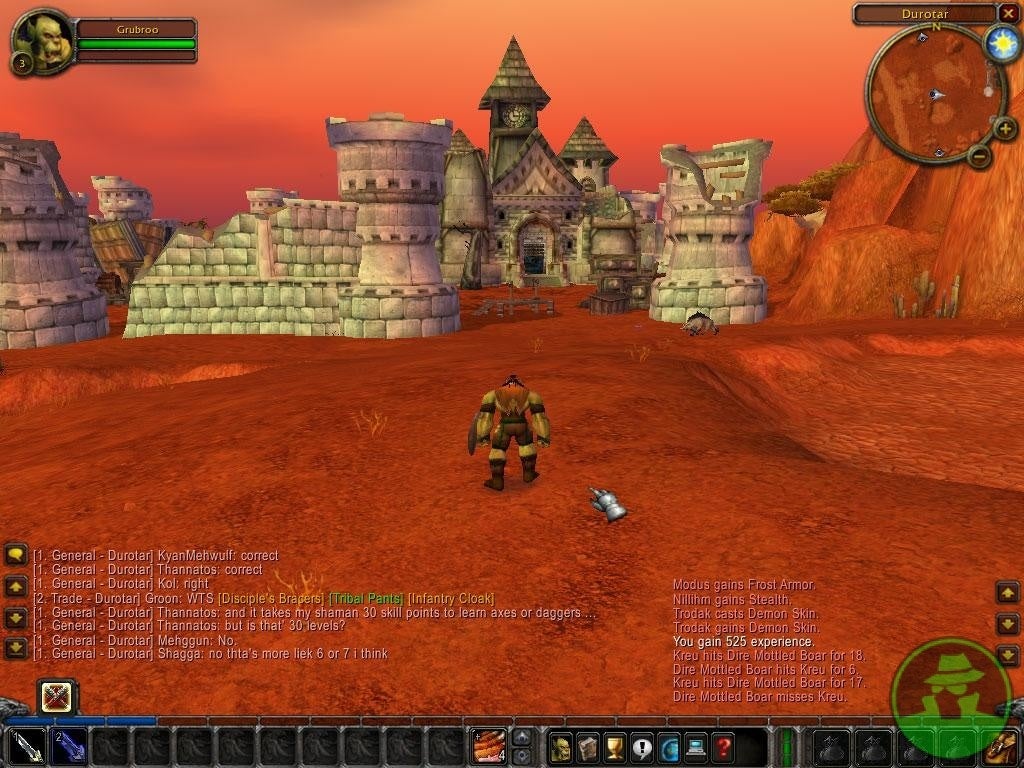 Grubroo
3
Durotar
N
[1. General - Durotar] KyanMehwulf: correct
[1. General - Durotar] Thannatos: correct
[1. General - Durotar] Kol: right
[2. Trade - Durotar] Groon: WTS [Disciple's Bracers] [Tribal Pants] [Infantry Cloak]
[1. General - Durotar] Thannatos: and it takes my shaman 30 skill points to learn axes or daggers ...
[1. General - Durotar] Thannatos: but is that' 30 levels?
[1. General - Durotar] Mehggun: No.
[1. General - Durotar] Shagga: no thta's more liek 6 or 7 i think
Modus gains Frost Armor.
Nillihm gains Stealth.
Trodak casts Demon Skin.
Trodak gains Demon Skin.
You gain 525 experience.
Kreu hits Dire Mottled Boar for 18.
Dire Mottled Boar hits Kreu for 6.
Kreu hits Dire Mottled Boar for 17.
Dire Mottled Boar misses Kreu.
1
2
4